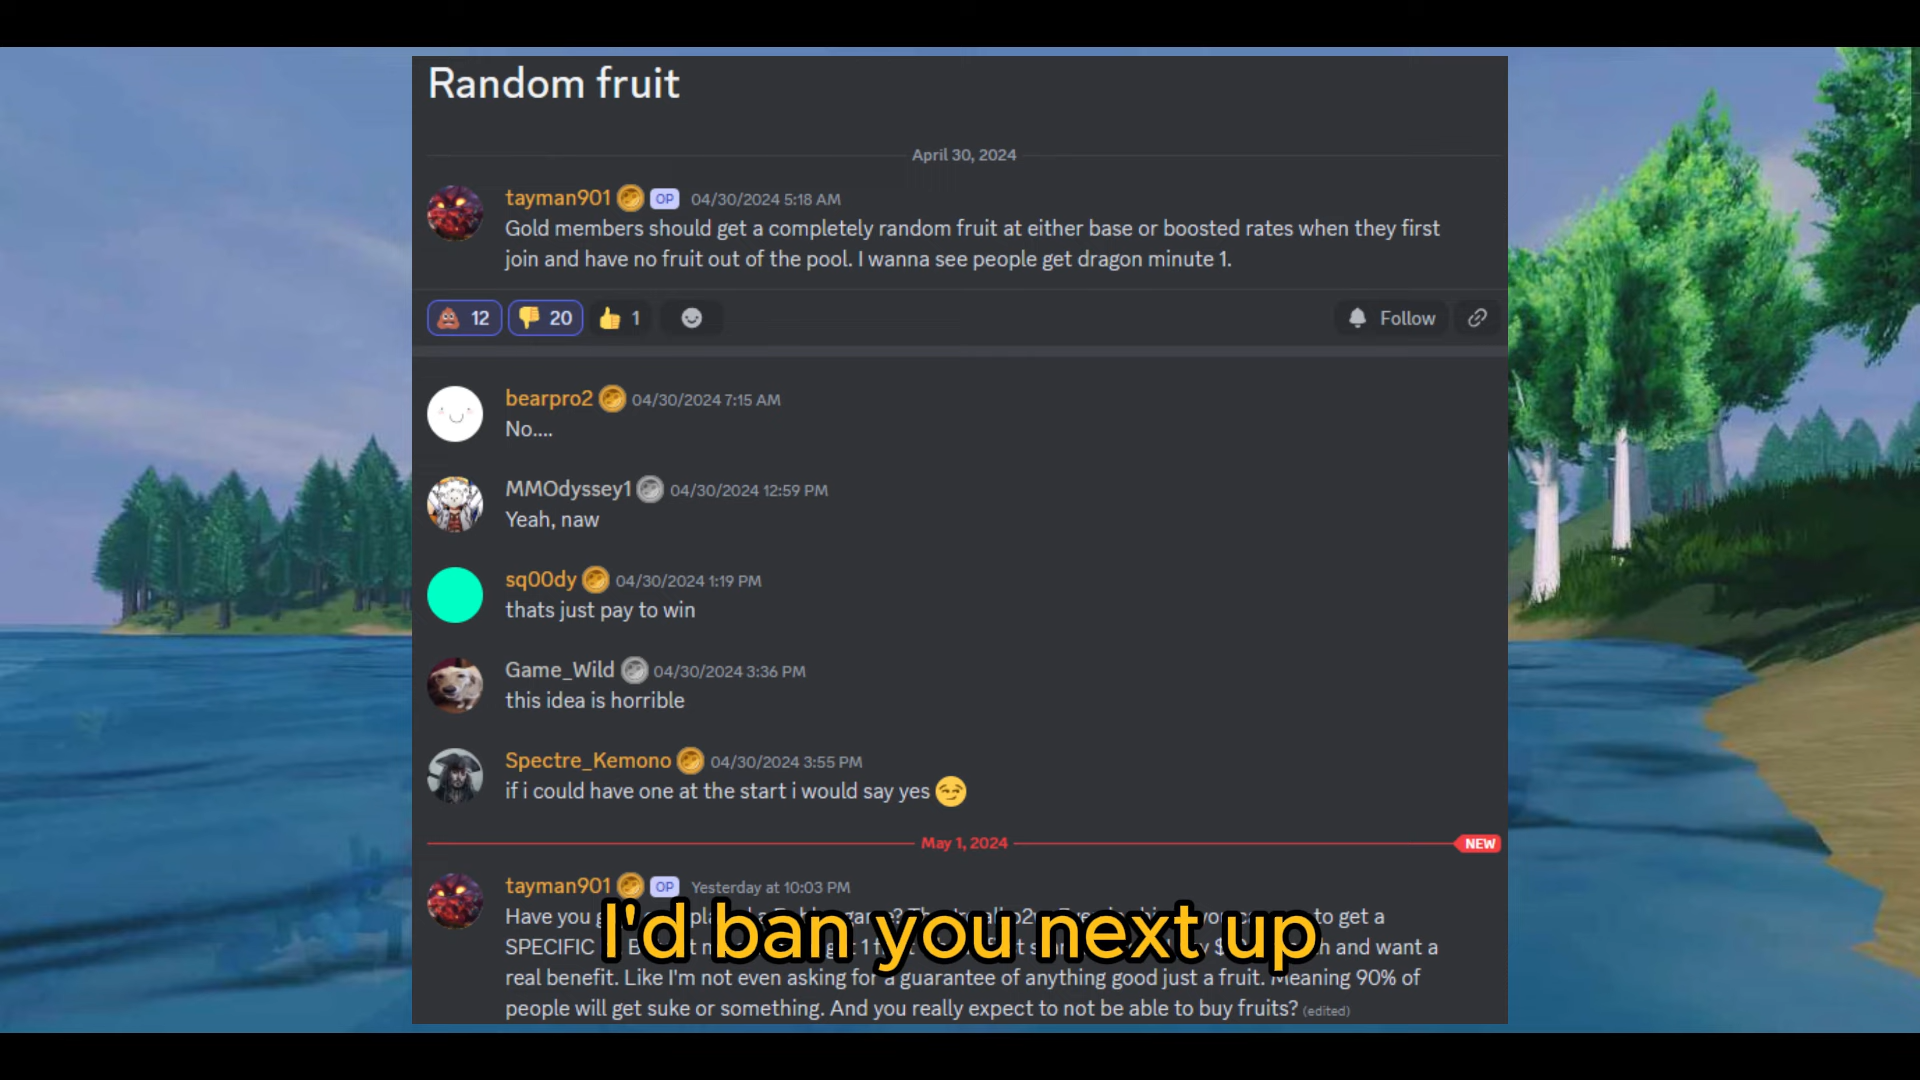 Random fruit
April 30, 2024
tayman901 OP 04/30/2024 5:18 AM
Gold members should get a completely random fruit at either base or boosted rates when they first
join and have no fruit out of the pool. I wanna see people get dragon minute 1.
12 20 1 Follow
bearpro2 04/30/2024 7:15 AM
No....
MMOdyssey1 04/30/2024 12:59 PM
Yeah, naw
sq00dy 04/30/2024 1:19 PM
thats just pay to win
Game_Wild 04/30/2024 3:36 PM
this idea is horrible
Spectre_Kemono 04/30/2024 3:55 PM
if i could have one at the start i would say yes
May 1, 2024 NEW
tayman901 OP Yesterday at 10:03 PM
Have you game? to get a
I'd ban you next up
SPECIFIC and want a
real benefit. Like I'm not even asking for a guarantee of anything good just a fruit. Meaning 90% of
people will get suke or something. And you really expect to not be able to buy fruits? (edited)